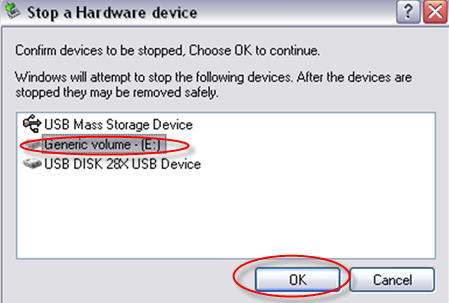 Stop a Hardware device
Confirm devices to be stopped, Choose OK to continue.
Windows will attempt to stop the following devices. After the devices are
stopped they may be removed safely.
USB Mass Storage Device
Generic volume - (E:)
USB DISK 28X USB Device
OK Cancel